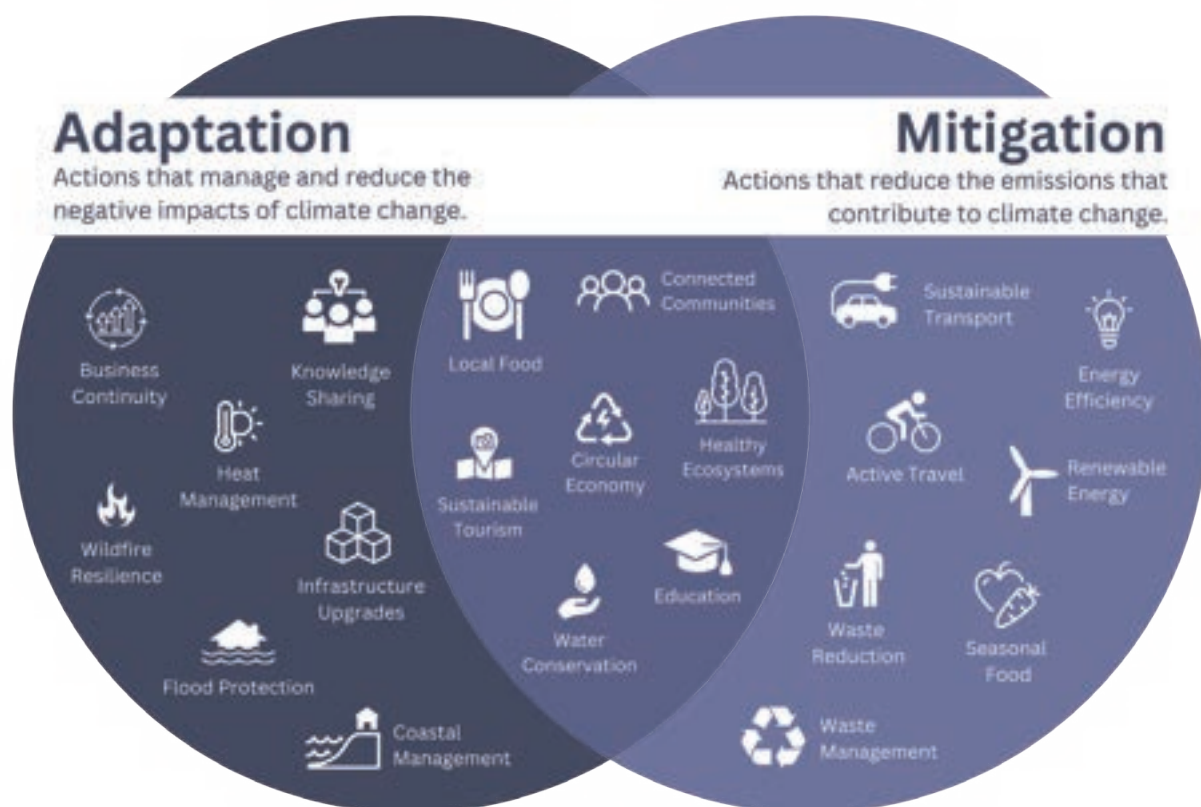 Adaptation
Actions that manage and reduce the
negative impacts of climate change.
Mitigation
Actions that reduce the emissions that
contribute to climate change.
Business
Continuity
Knowledge
Sharing
Heat
Management
Wildfire
Resilience
Infrastructure
Upgrades
Flood Protection
Coastal
Management
Local Food
Connected
Communities
Circular
Economy
Healthy
Ecosystems
Sustainable
Tourism
Education
Water
Conservation
Sustainable
Transport
Energy
Efficiency
Active Travel
Renewable
Energy
Waste
Reduction
Seasonal
Food
Waste
Management